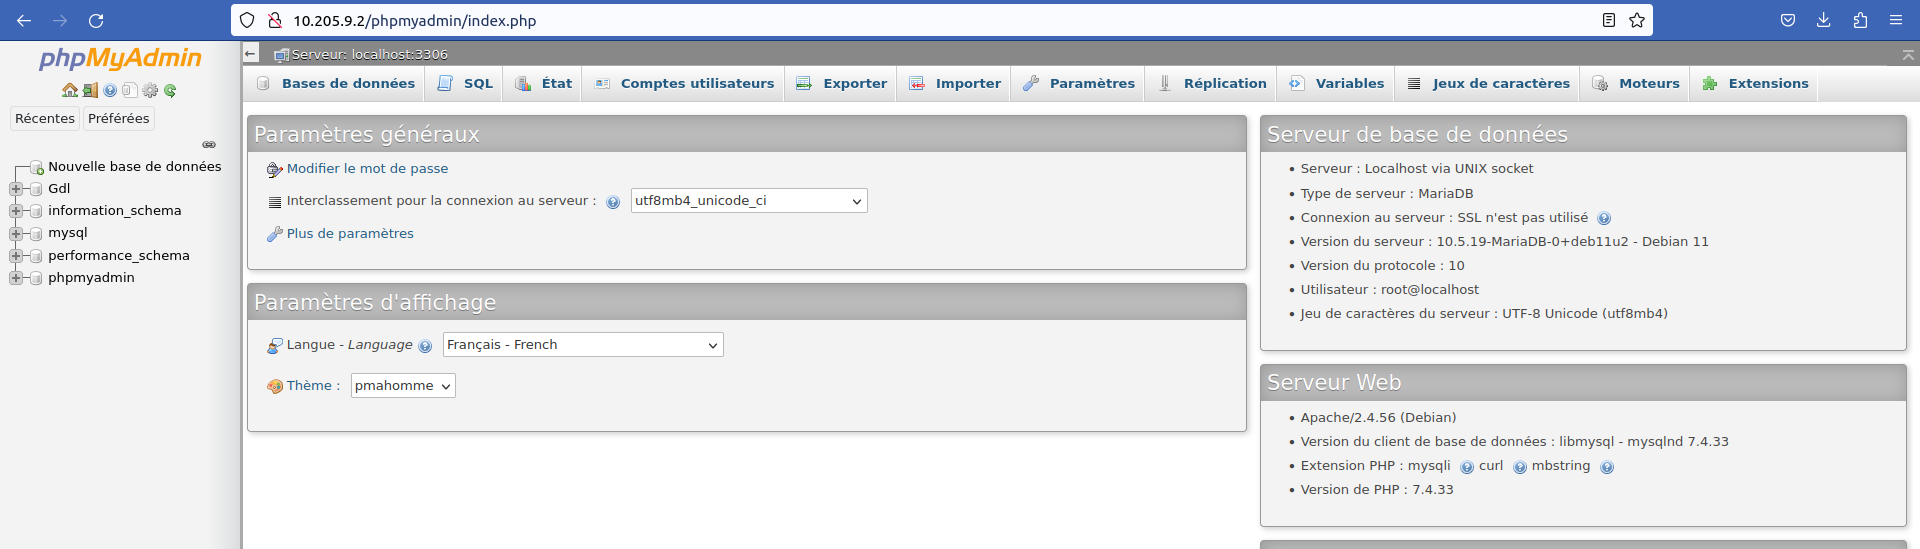 10.205.9.2/phpmyadmin/index.php
phpMyAdmin
Récentes Préférées
Nouvelle base de données
Gdl
information_schema
mysql
performance_schema
phpmyadmin
Serveur: localhost:3306
Bases de données SQL État Comptes utilisateurs Exporter Importer Paramètres Réplication Variables Jeux de caractères Moteurs Extensions
Paramètres généraux
Modifier le mot de passe
Interclassement pour la connexion au serveur : utf8mb4_unicode_ci
Plus de paramètres
Paramètres d'affichage
Langue - Language Français - French
Thème : pmahomme
Serveur de base de données
• Serveur : Localhost via UNIX socket
• Type de serveur : MariaDB
• Connexion au serveur : SSL n'est pas utilisé
• Version du serveur : 10.5.19-MariaDB-0+deb11u2 - Debian 11
• Version du protocole : 10
• Utilisateur : root@localhost
• Jeu de caractères du serveur : UTF-8 Unicode (utf8mb4)
Serveur Web
• Apache/2.4.56 (Debian)
• Version du client de base de données : libmysql - mysqlnd 7.4.33
• Extension PHP : mysqli curl mbstring
• Version de PHP : 7.4.33